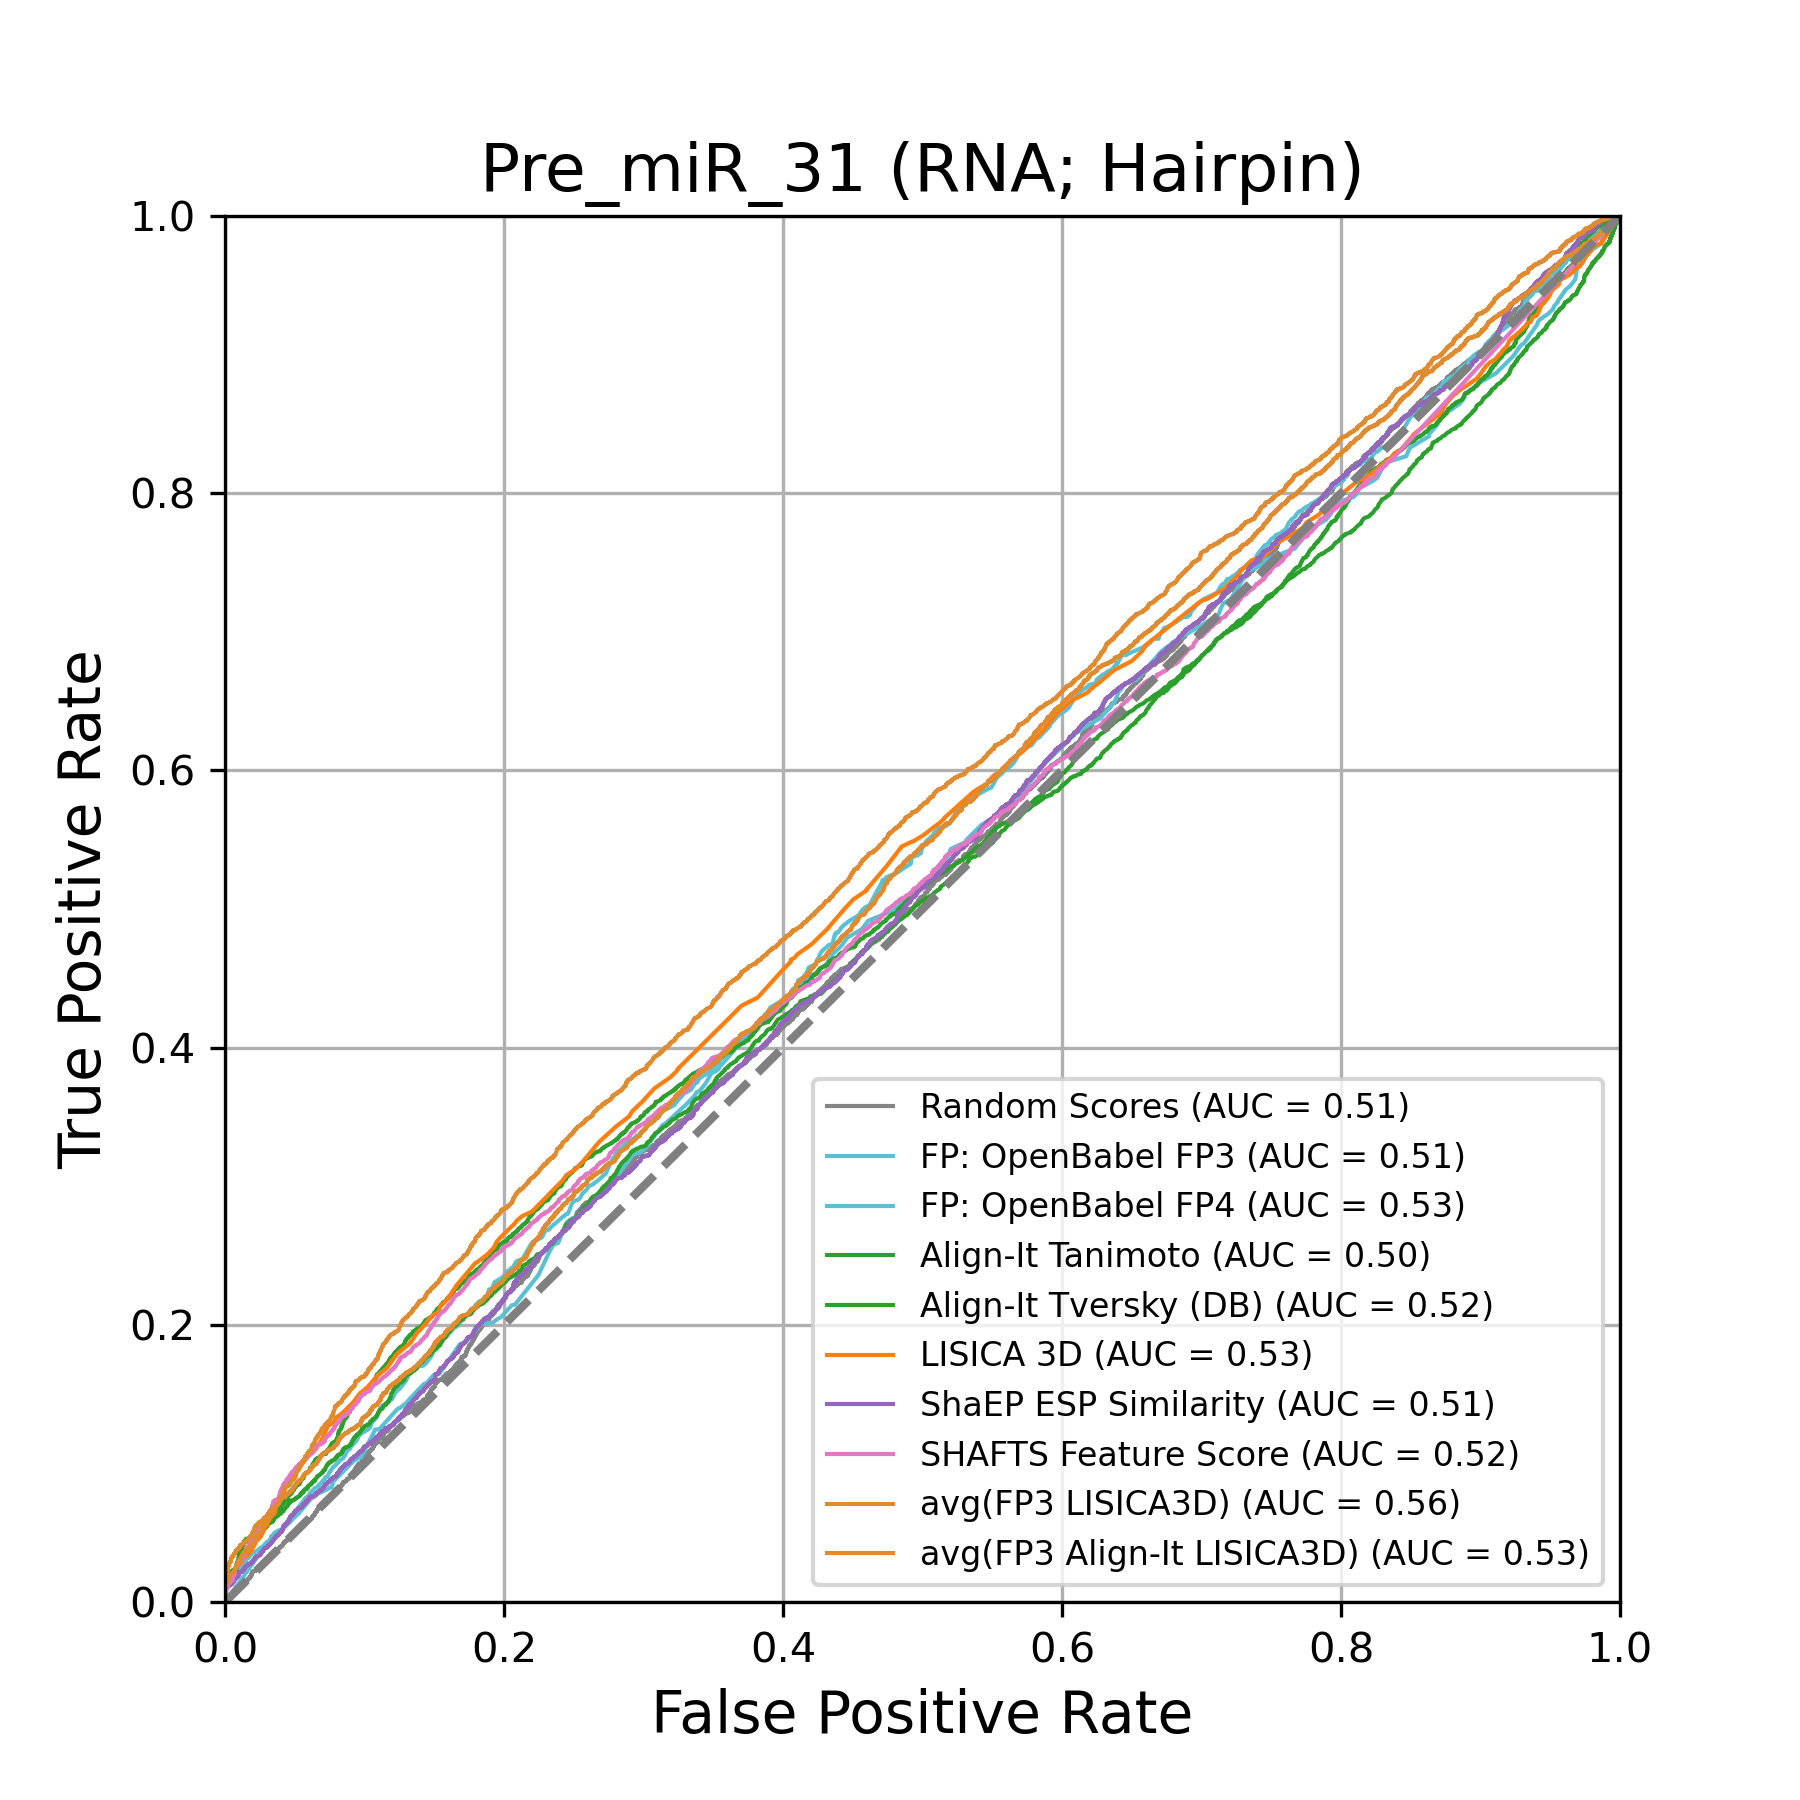 Pre_miR_31 (RNA; Hairpin)
True Positive Rate
1.0
0.8
0.6
0.4
0.2
0.0
Random Scores (AUC = 0.51)
FP: OpenBabel FP3 (AUC = 0.51)
FP: OpenBabel FP4 (AUC = 0.53)
Align-It Tanimoto (AUC = 0.50)
Align-It Tversky (DB) (AUC = 0.52)
LISICA 3D (AUC = 0.53)
ShaEP ESP Similarity (AUC = 0.51)
SHAFTS Feature Score (AUC = 0.52)
avg(FP3 LISICA3D) (AUC = 0.56)
avg(FP3 Align-It LISICA3D) (AUC = 0.53)
0.0 0.2 0.4 0.6 0.8 1.0
False Positive Rate